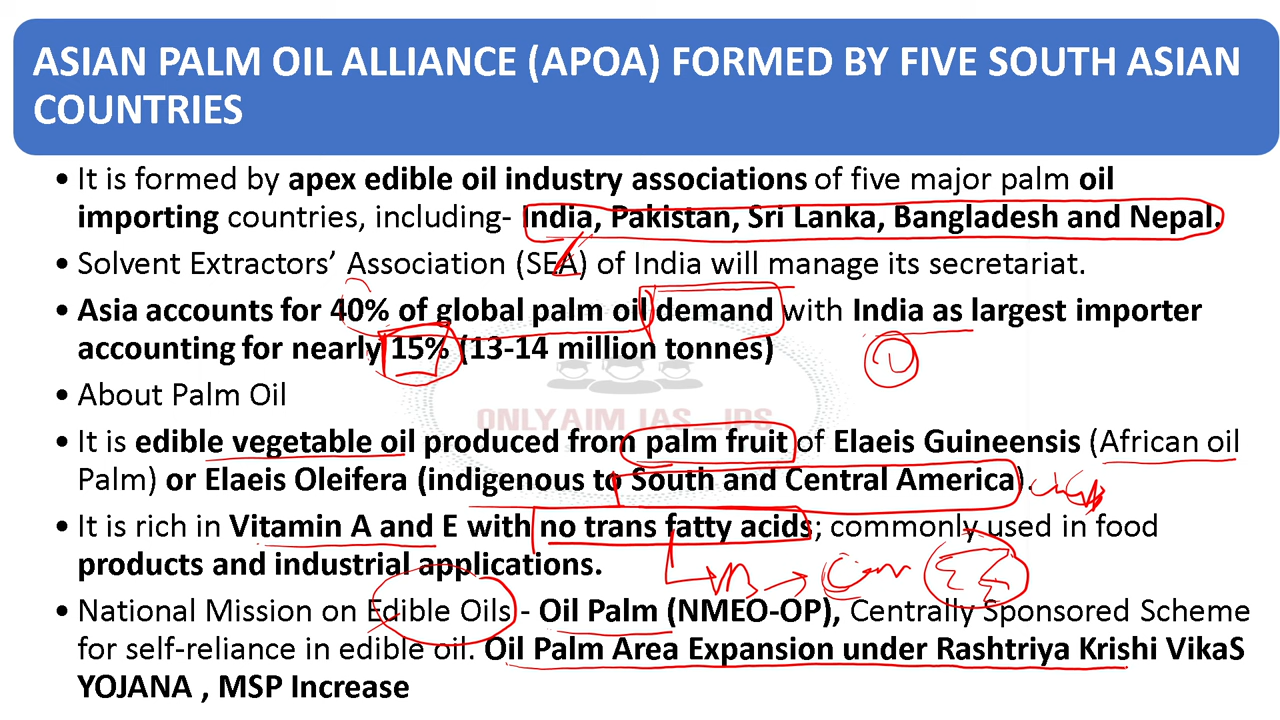 ASIAN PALM OIL ALLIANCE (APOA) FORMED BY FIVE SOUTH ASIAN
COUNTRIES
• It is formed by apex edible oil industry associations of five major palm oil
importing countries, including- India, Pakistan, Sri Lanka, Bangladesh and Nepal.
• Solvent Extractors’ Association (SEA) of India will manage its secretariat.
• Asia accounts for 40% of global palm oil demand with India as largest importer
accounting for nearly 15% (13-14 million tonnes)
• About Palm Oil
ONLY AIM IAS_IPS
• It is edible vegetable oil produced from palm fruit of Elaeis Guineensis (African oil
Palm) or Elaeis Oleifera (indigenous to South and Central America).
• It is rich in Vitamin A and E with no trans fatty acids; commonly used in food
products and industrial applications.
• National Mission on Edible Oils - Oil Palm (NMEO-OP), Centrally Sponsored Scheme
for self-reliance in edible oil. Oil Palm Area Expansion under Rashtriya Krishi VikaS
YOJANA , MSP Increase